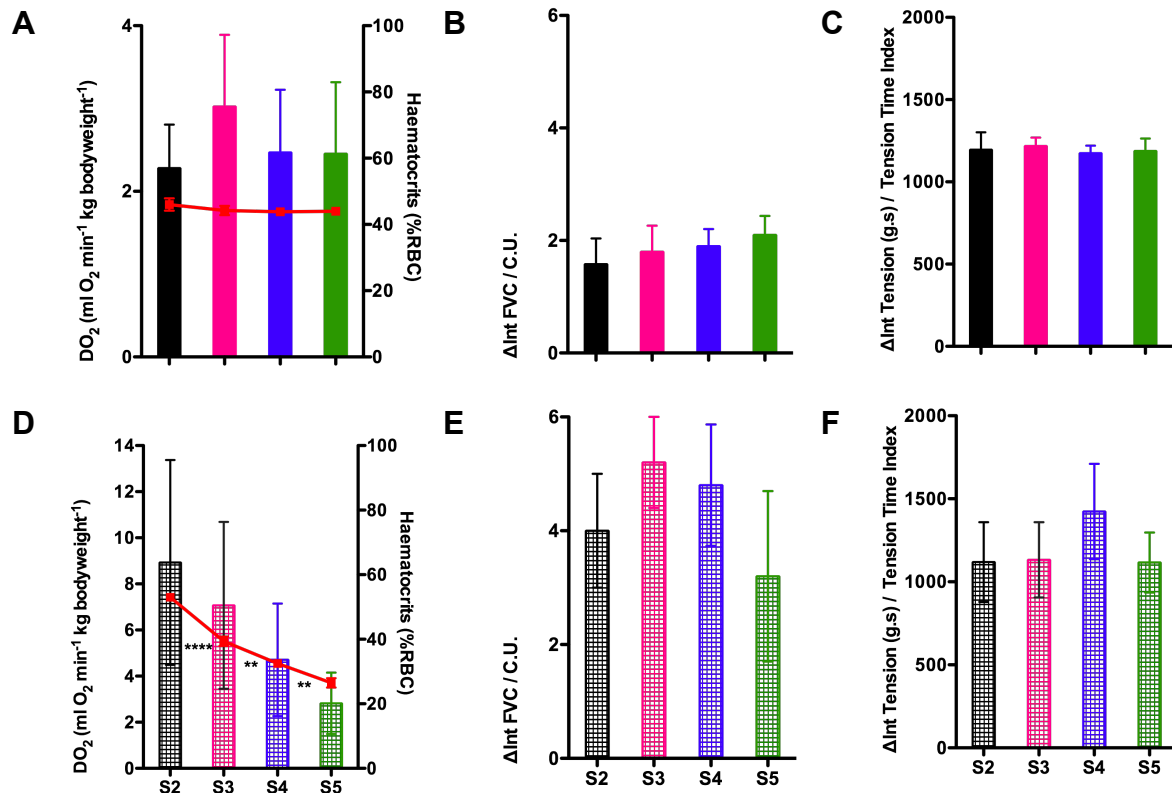 A
DO₂ (ml O₂ min⁻¹ kg bodyweight⁻¹)
4
2
0
100
80
60
40
20
0
Haematocrits (%RBC)
B
ΔInt FVC / C.U.
6
4
2
0
C
ΔInt Tension (g.s) / Tension Time Index
2000
1500
1000
500
0
D
DO₂ (ml O₂ min⁻¹ kg bodyweight⁻¹)
14
12
10
8
6
4
2
0
****
**
**
100
80
60
40
20
0
Haematocrits (%RBC)
S2 S3 S4 S5
E
ΔInt FVC / C.U.
6
4
2
0
S2 S3 S4 S5
F
ΔInt Tension (g.s) / Tension Time Index
2000
1500
1000
500
0
S2 S3 S4 S5